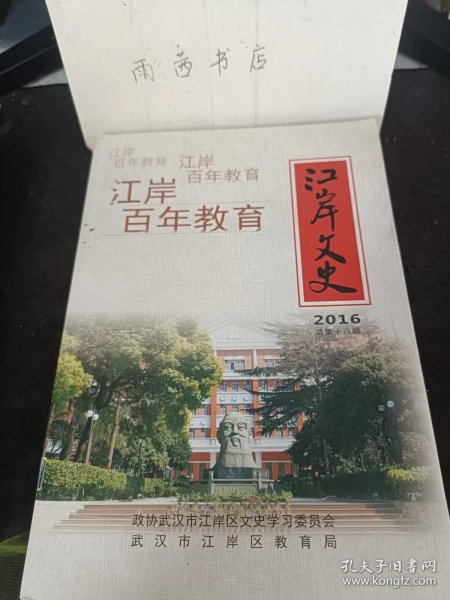 雨茜书店
江岸
百年教育
江岸
百年教育
江岸
百年教育
江岸文史
2016
总第十八辑
政协武汉市江岸区文史学习委员会
武汉市江岸区教育局
孔夫子旧书网
www.kongfz.com